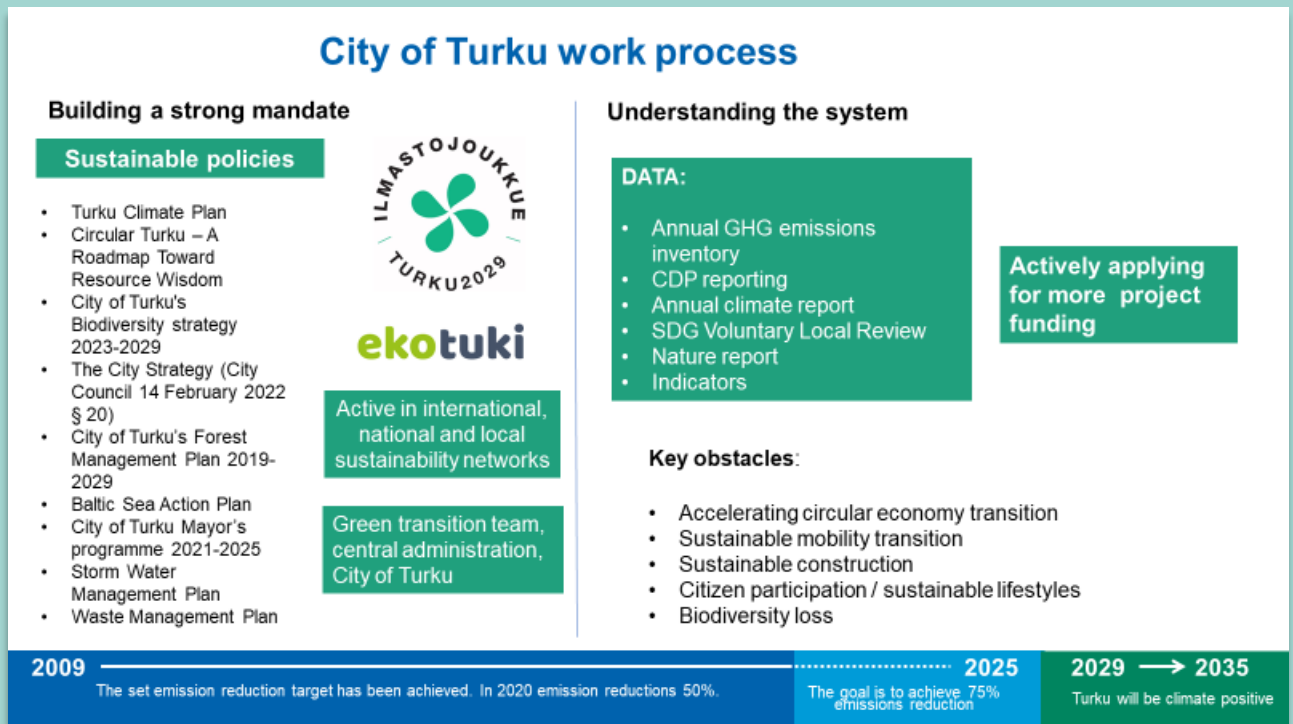 City of Turku work process
Building a strong mandate
Sustainable policies
• Turku Climate Plan
• Circular Turku – A
Roadmap Toward
Resource Wisdom
• City of Turku's
Biodiversity strategy
2023-2029
• The City Strategy (City
Council 14 February 2022
§ 20)
• City of Turku's Forest
Management Plan 2019-
2029
• Baltic Sea Action Plan
• City of Turku Mayor's
programme 2021-2025
• Storm Water
Management Plan
• Waste Management Plan
ILMASTOJOUKKUE
TURKU2029
ekotuki
Active in international,
national and local
sustainability networks
Green transition team,
central administration,
City of Turku
Understanding the system
DATA:
• Annual GHG emissions
inventory
• CDP reporting
• Annual climate report
• SDG Voluntary Local Review
• Nature report
• Indicators
Actively applying
for more project
funding
Key obstacles:
• Accelerating circular economy transition
• Sustainable mobility transition
• Sustainable construction
• Citizen participation / sustainable lifestyles
• Biodiversity loss
2009
The set emission reduction target has been achieved. In 2020 emission reductions 50%.
2025
The goal is to achieve 75%
emissions reduction
2029 → 2035
Turku will be climate positive